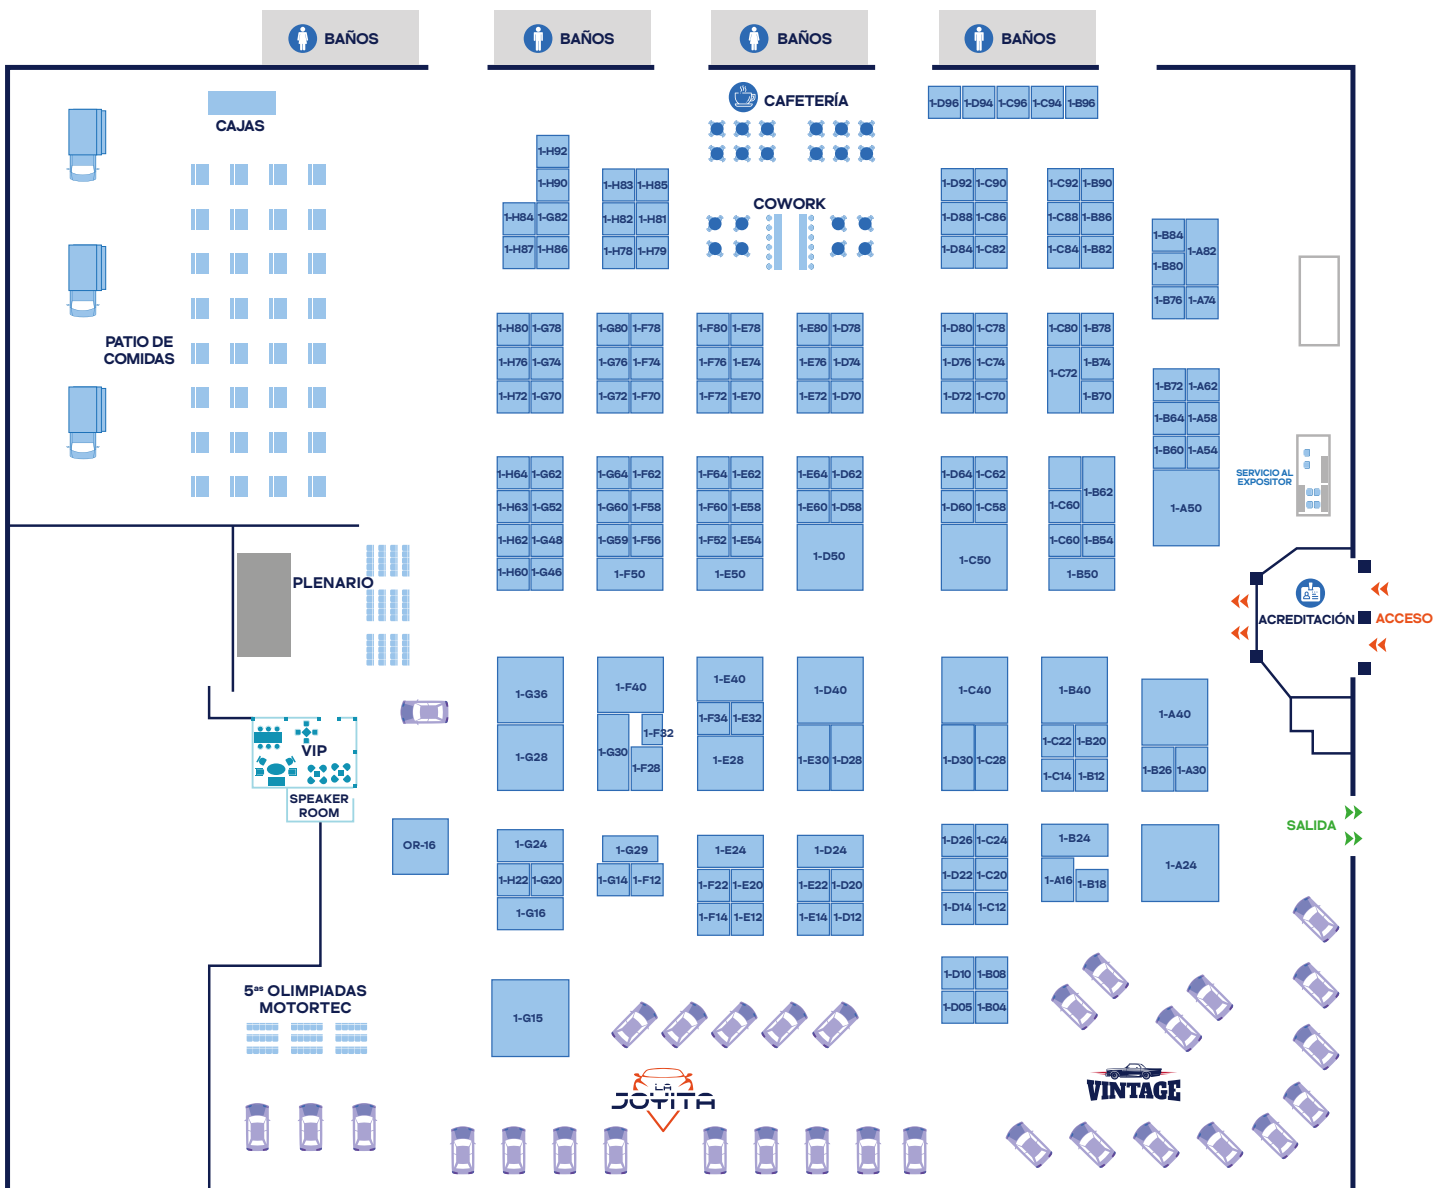 BAÑOS
BAÑOS
BAÑOS
BAÑOS
CAJAS
CAFETERÍA
1-D96 1-D94 1-C96 1-C94 1-B96
1-H92
1-H90
1-H84 1-G82
1-H87 1-H86
1-H83 1-H85
1-H82 1-H81
1-H78 1-H79
COWORK
1-D92 1-C90
1-D88 1-C86
1-D84 1-C82
1-C92 1-B90
1-C88 1-B86
1-C84 1-B82
1-B84
1-A82
1-B80
1-B76 1-A74
PATIO DE
COMIDAS
1-H80 1-G78
1-H76 1-G74
1-H72 1-G70
1-G80 1-F78
1-G76 1-F74
1-G72 1-F70
1-F80 1-E78
1-F76 1-E74
1-F72 1-E70
1-E80 1-D78
1-E76 1-D74
1-E72 1-D70
1-D80 1-C78
1-D76 1-C74
1-D72 1-C70
1-C80 1-B78
1-C72 1-B74
1-B70
1-B72 1-A62
1-B64 1-A58
1-B60 1-A54
1-A50
SERVICIO AL
EXPOSITOR
1-H64 1-G62
1-H63 1-G52
1-H62 1-G48
1-H60 1-G46
1-G64 1-F62
1-G60 1-F58
1-G59 1-F56
1-F50
1-F64 1-E62
1-F60 1-E58
1-F52 1-E54
1-E50
1-E64 1-D62
1-E60 1-D58
1-D50
1-D64 1-C62
1-D60 1-C58
1-C50
1-B62
1-C60
1-C60 1-B54
1-B50
PLENARIO
ACREDITACIÓN
ACCESO
1-G36
1-G28
1-F40
1-F32
1-G30
1-F28
1-E40
1-F34 1-E32
1-E28
1-D40
1-E30 1-D28
1-C40
1-D30 1-C28
1-B40
1-C22 1-B20
1-C14 1-B12
1-A40
1-B26 1-A30
VIP
SPEAKER
ROOM
SALIDA
OR-16
1-G24
1-H22 1-G20
1-G16
1-G29
1-G14 1-F12
1-E24
1-F22 1-E20
1-F14 1-E12
1-D24
1-E22 1-D20
1-E14 1-D12
1-D26 1-C24
1-D22 1-C20
1-D14 1-C12
1-B24
1-A16
1-B18
1-A24
1-D10 1-B08
1-D05 1-B04
5as OLIMPIADAS
MOTORTEC
1-G15
LA
JOYITA
VINTAGE